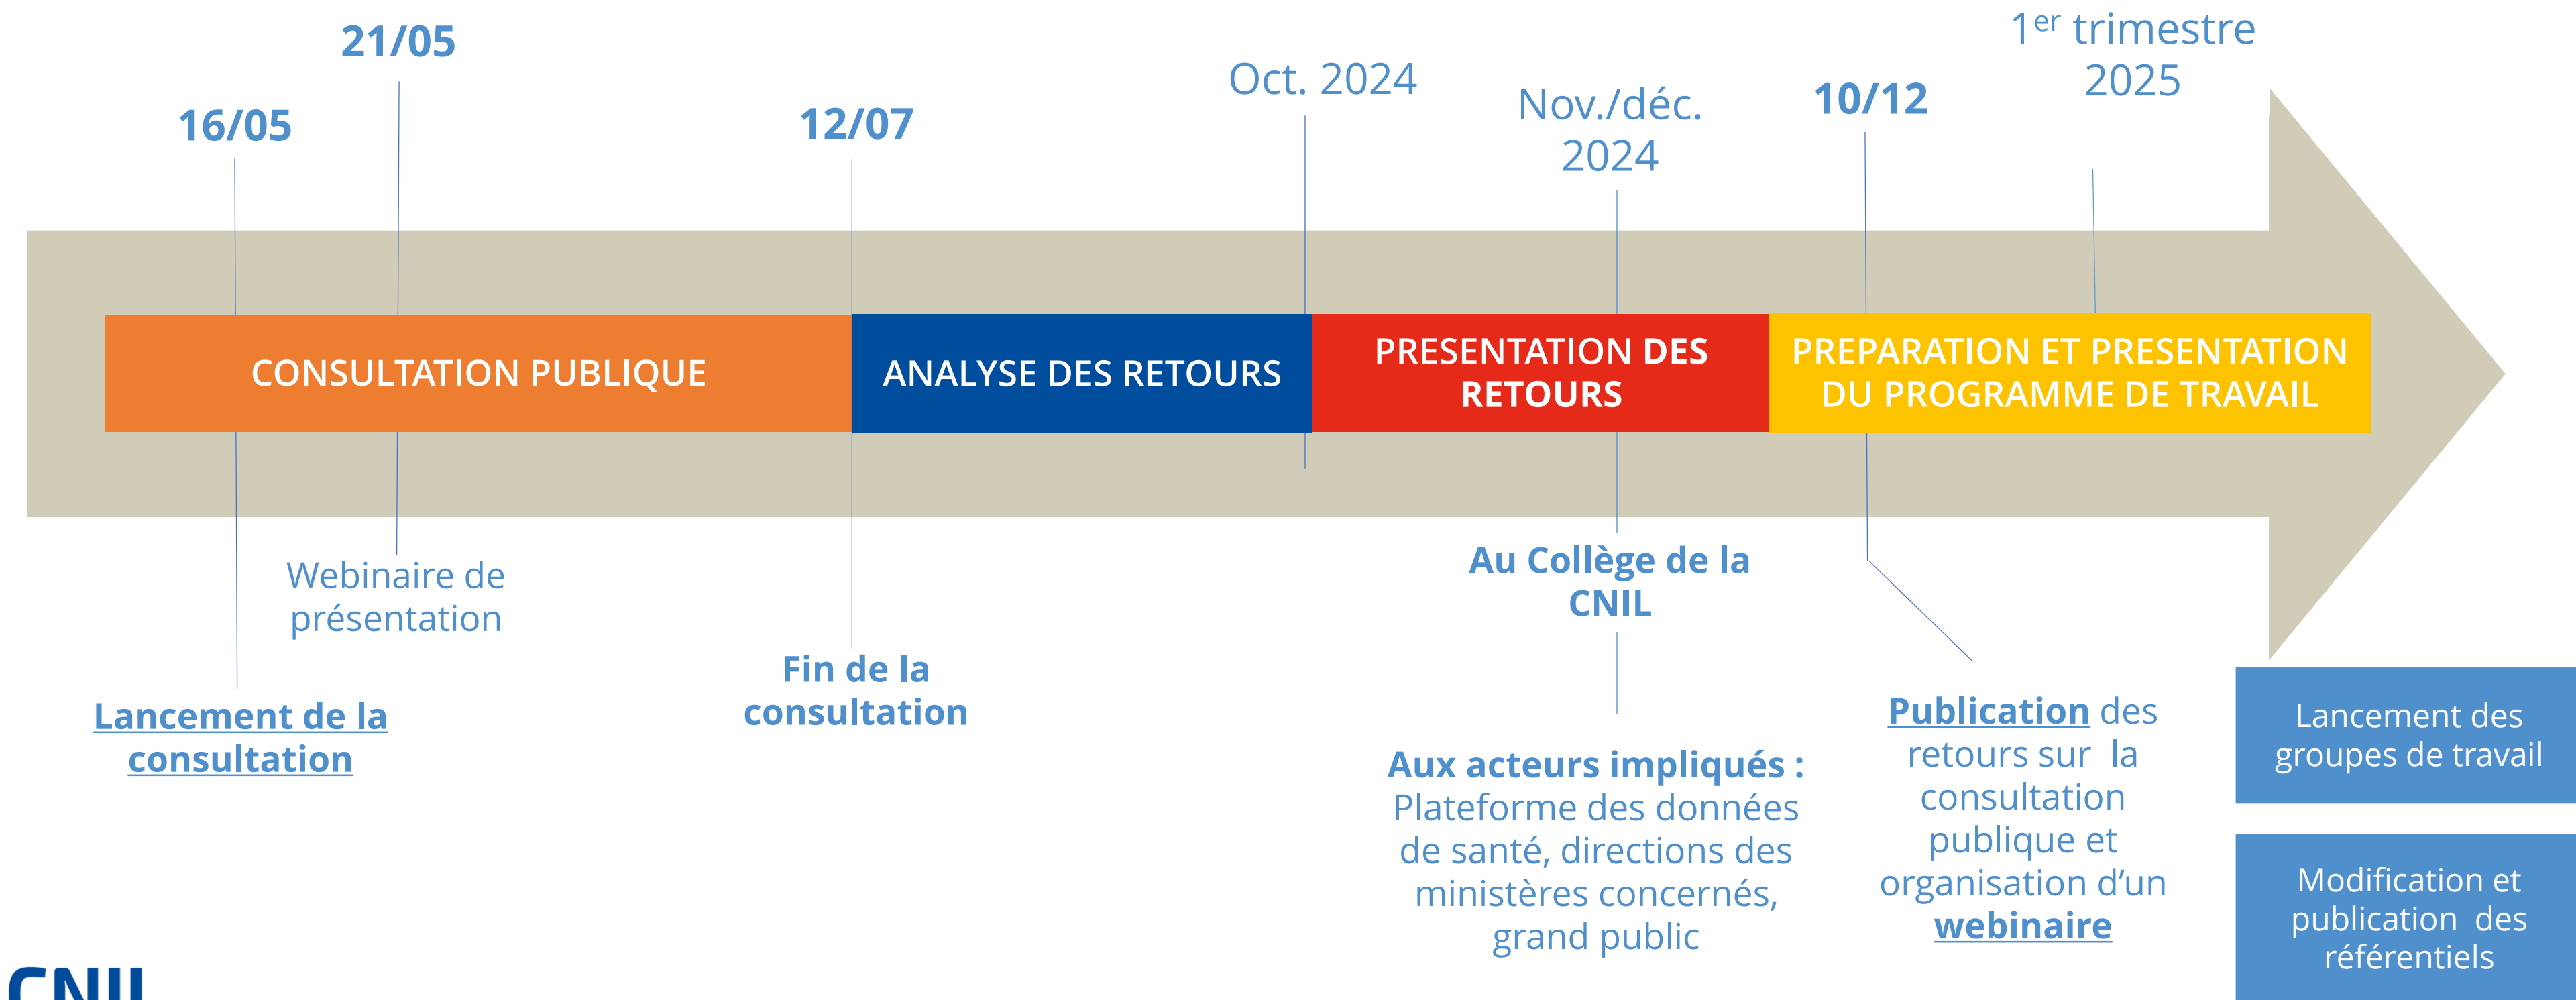 21/05
16/05
12/07
Oct. 2024
Nov./déc.
2024
10/12
1er trimestre
2025
CONSULTATION PUBLIQUE
ANALYSE DES RETOURS
PRESENTATION DES
RETOURS
PREPARATION ET PRESENTATION
DU PROGRAMME DE TRAVAIL
Webinaire de
présentation
Lancement de la
consultation
Fin de la
consultation
Au Collège de la
CNIL
Aux acteurs impliqués :
Plateforme des données
de santé, directions des
ministères concernés,
grand public
Publication des
retours sur  la
consultation
publique et
organisation d’un
webinaire
Lancement des
groupes de travail
Modification et
publication  des
référentiels
CNIL